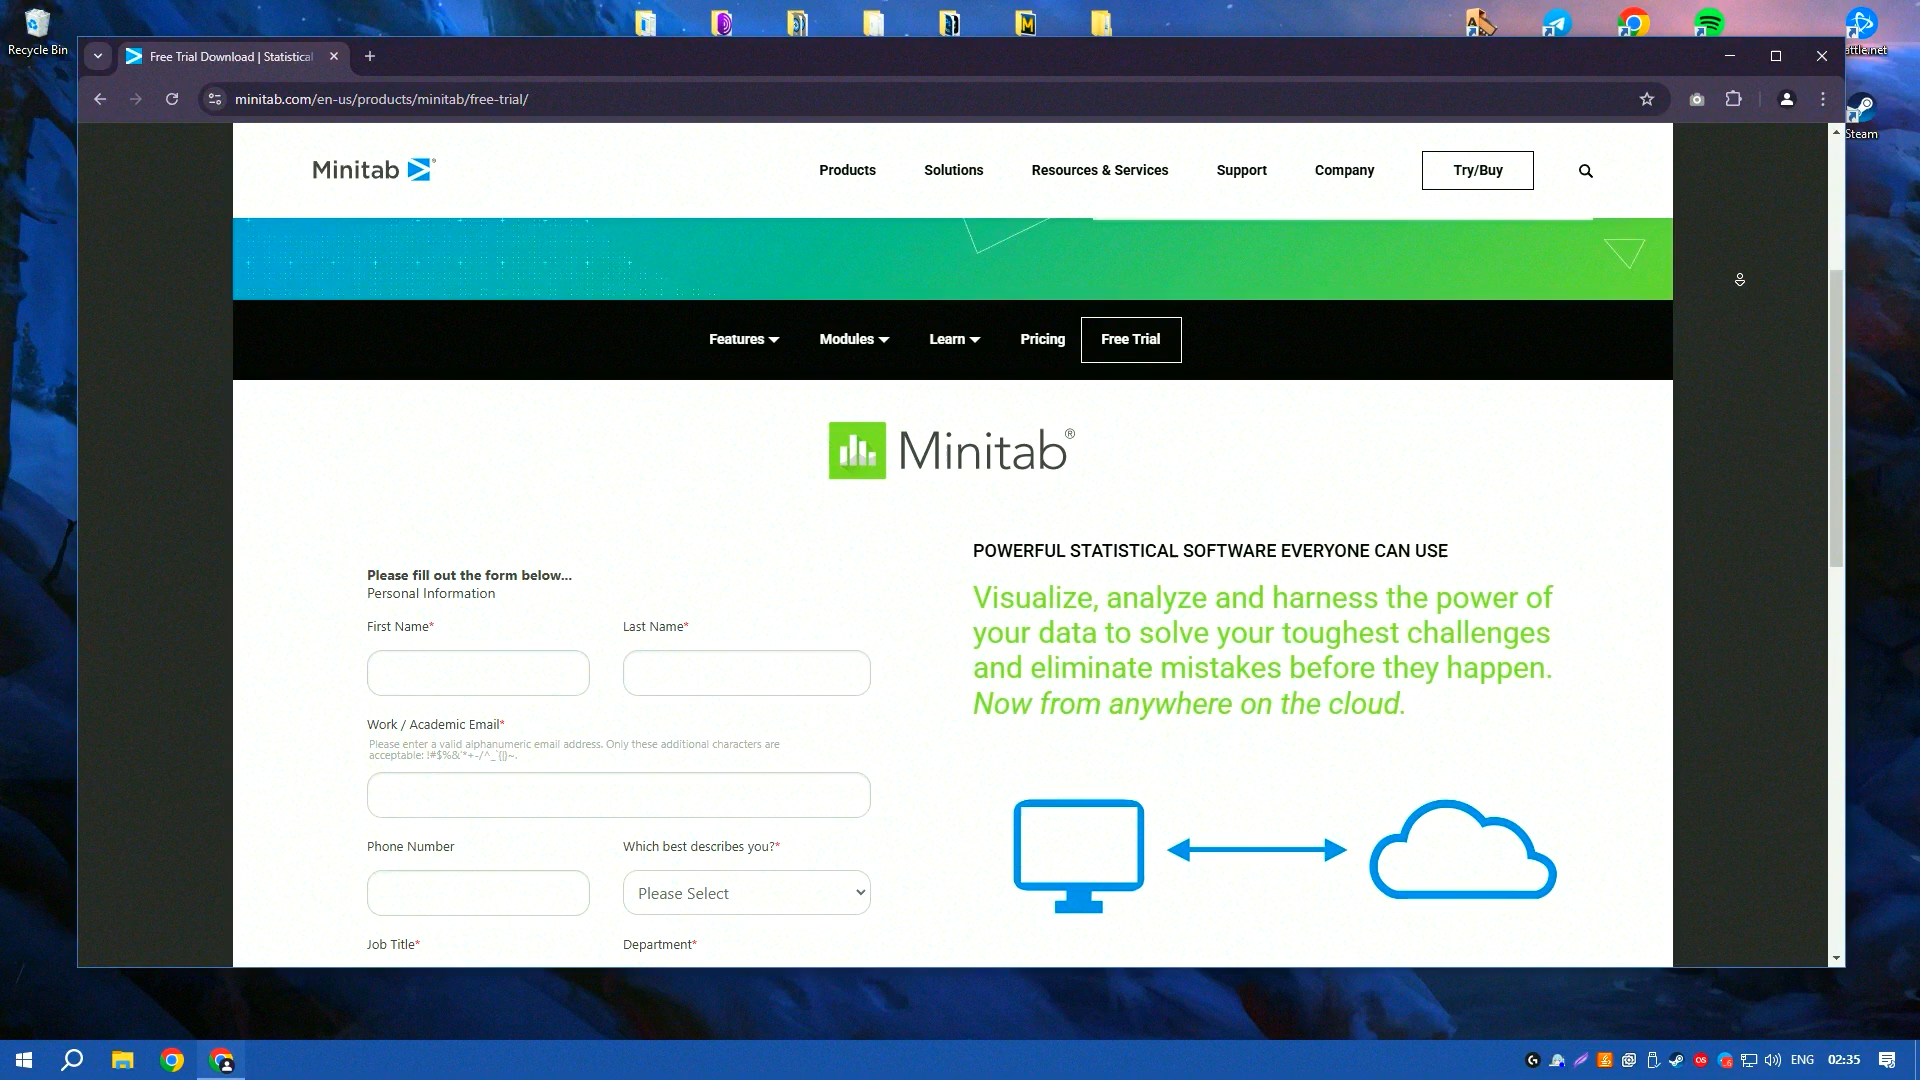 Recycle Bin
Steam
Free Trial Download | Statistical
minitab.com/en-us/products/minitab/free-trial/
Minitab
Products
Solutions
Resources & Services
Support
Company
Try/Buy
Features
Modules
Learn
Pricing
Free Trial
Minitab®
Please fill out the form below...
Personal Information
First Name*
Last Name*
Work / Academic Email*
Please enter a valid alphanumeric email address. Only these additional characters are
Phone Number
Which best describes you?*
Please Select
Job Title*
Department*
POWERFUL STATISTICAL SOFTWARE EVERYONE CAN USE
Visualize, analyze and harness the power of
your data to solve your toughest challenges
and eliminate mistakes before they happen.
Now from anywhere on the cloud.
ENG
02:35